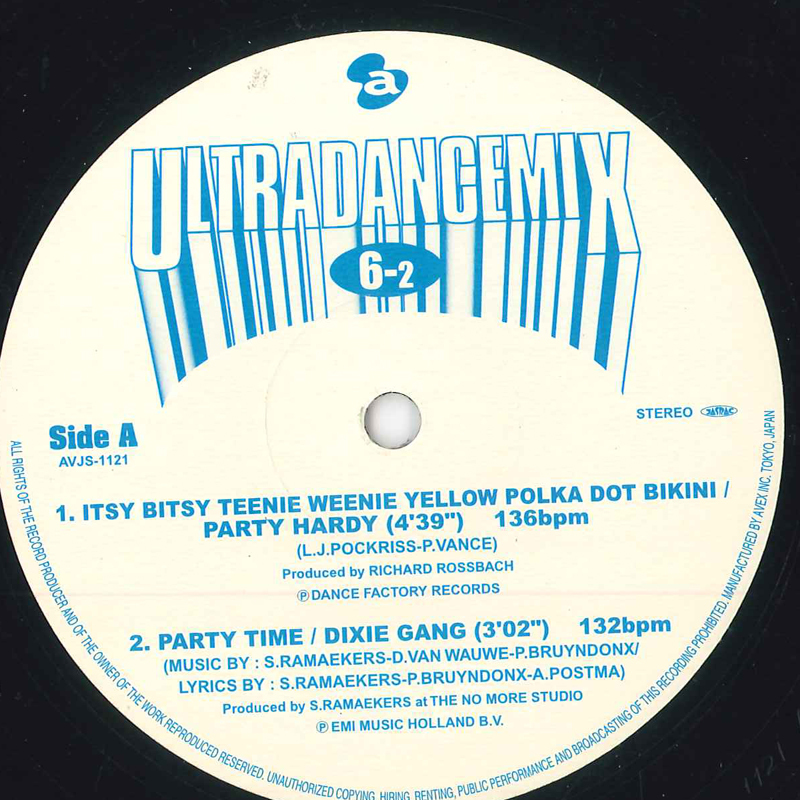 a
ULTRADANCEMIX
6-2
STEREO JASRAC
Side A
AVJS-1121
1. ITSY BITSY TEENIE WEENIE YELLOW POLKA DOT BIKINI /
PARTY HARDY (4'39") 136bpm
(L.J.POCKRISS-P.VANCE)
Produced by RICHARD ROSSBACH
ⓅDANCE FACTORY RECORDS
2. PARTY TIME / DIXIE GANG (3'02") 132bpm
(MUSIC BY : S.RAMAEKERS-D.VAN WAUWE-P.BRUYNDONX/
LYRICS BY : S.RAMAEKERS-P.BRUYNDONX-A.POSTMA)
Produced by S.RAMAEKERS at THE NO MORE STUDIO
ⓅEMI MUSIC HOLLAND B.V.
ALL RIGHTS OF THE RECORD PRODUCER AND OF THE OWNER OF THE WORK REPRODUCED RESERVED. UNAUTHORIZED COPYING, HIRING, RENTING, PUBLIC PERFORMANCE AND BROADCASTING OF THIS RECORDING PROHIBITED. MANUFACTURED BY AVEX INC. TOKYO, JAPAN
1121